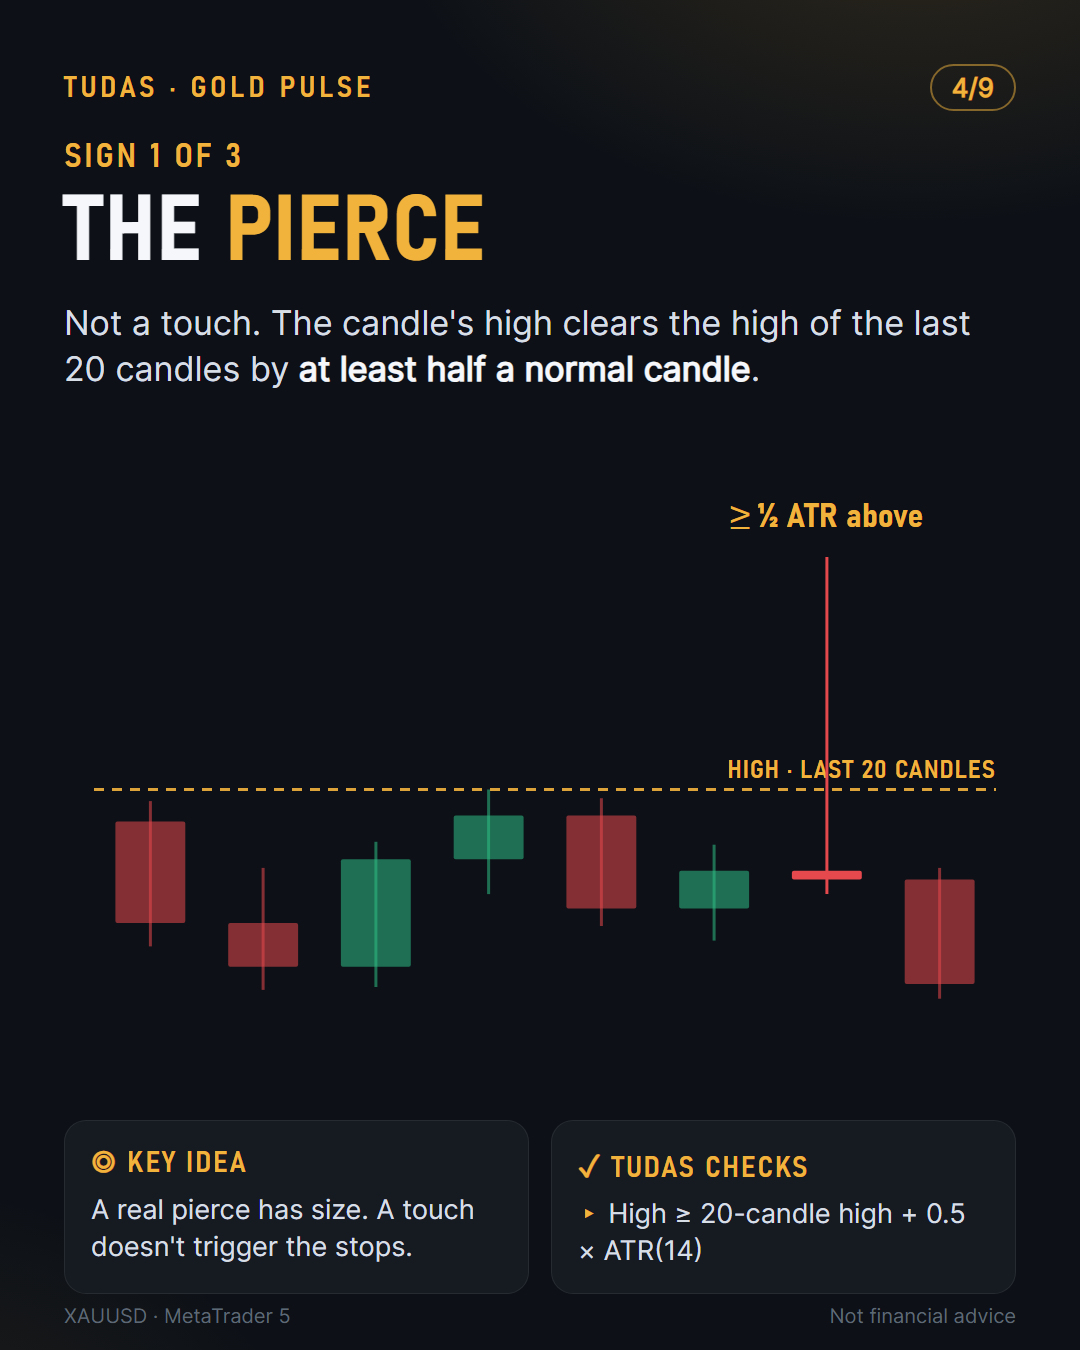 TUDAS · GOLD PULSE
4/9
SIGN 1 OF 3
THE PIERCE
Not a touch. The candle's high clears the high of the last
20 candles by at least half a normal candle.
≥ ½ ATR above
HIGH · LAST 20 CANDLES
◎ KEY IDEA
A real pierce has size. A touch
doesn't trigger the stops.
✓ TUDAS CHECKS
▸ High ≥ 20-candle high + 0.5
× ATR(14)
XAUUSD · MetaTrader 5
Not financial advice